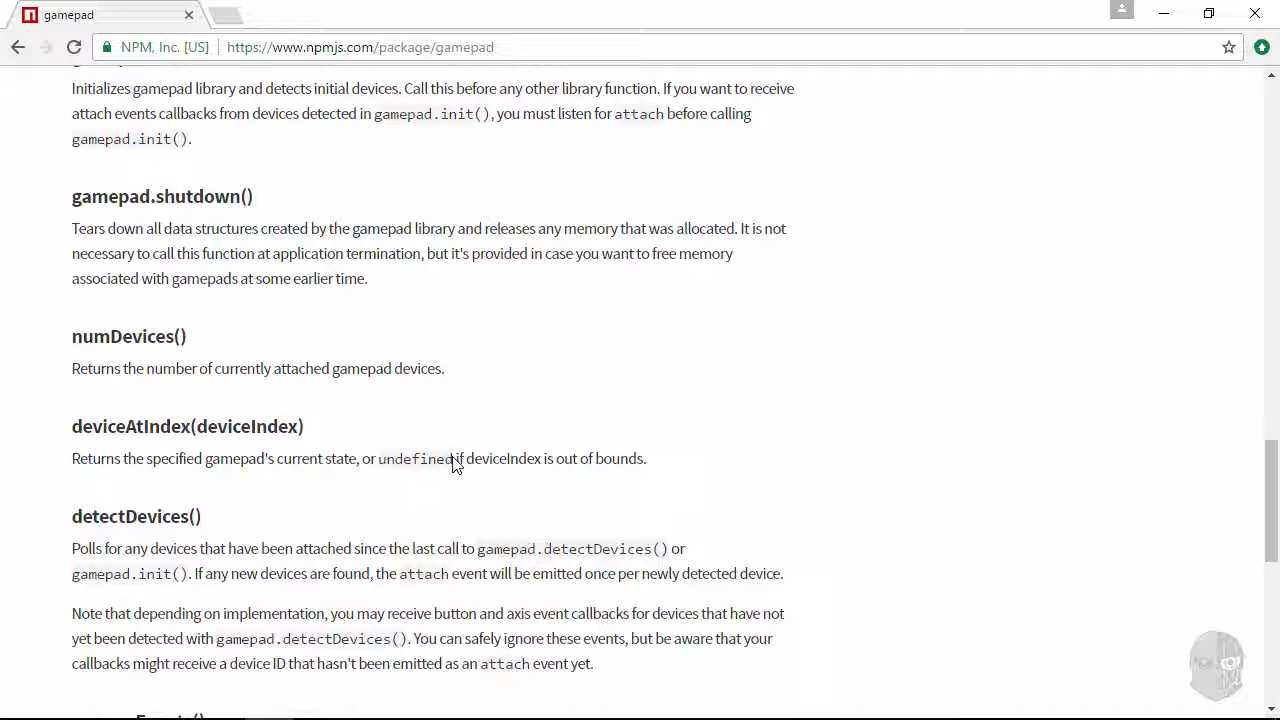 gamepad
NPM, Inc. [US]
https://www.npmjs.com/package/gamepad
Initializes gamepad library and detects initial devices. Call this before any other library function. If you want to receive
attach events callbacks from devices detected in gamepad.init(), you must listen for attach before calling
gamepad.init().
gamepad.shutdown()
Tears down all data structures created by the gamepad library and releases any memory that was allocated. It is not
necessary to call this function at application termination, but it's provided in case you want to free memory
associated with gamepads at some earlier time.
numDevices()
Returns the number of currently attached gamepad devices.
deviceAtIndex(deviceIndex)
Returns the specified gamepad's current state, or undefined if deviceIndex is out of bounds.
detectDevices()
Polls for any devices that have been attached since the last call to gamepad.detectDevices() or
gamepad.init(). If any new devices are found, the attach event will be emitted once per newly detected device.
Note that depending on implementation, you may receive button and axis event callbacks for devices that have not
yet been detected with gamepad.detectDevices(). You can safely ignore these events, but be aware that your
callbacks might receive a device ID that hasn't been emitted as an attach event yet.